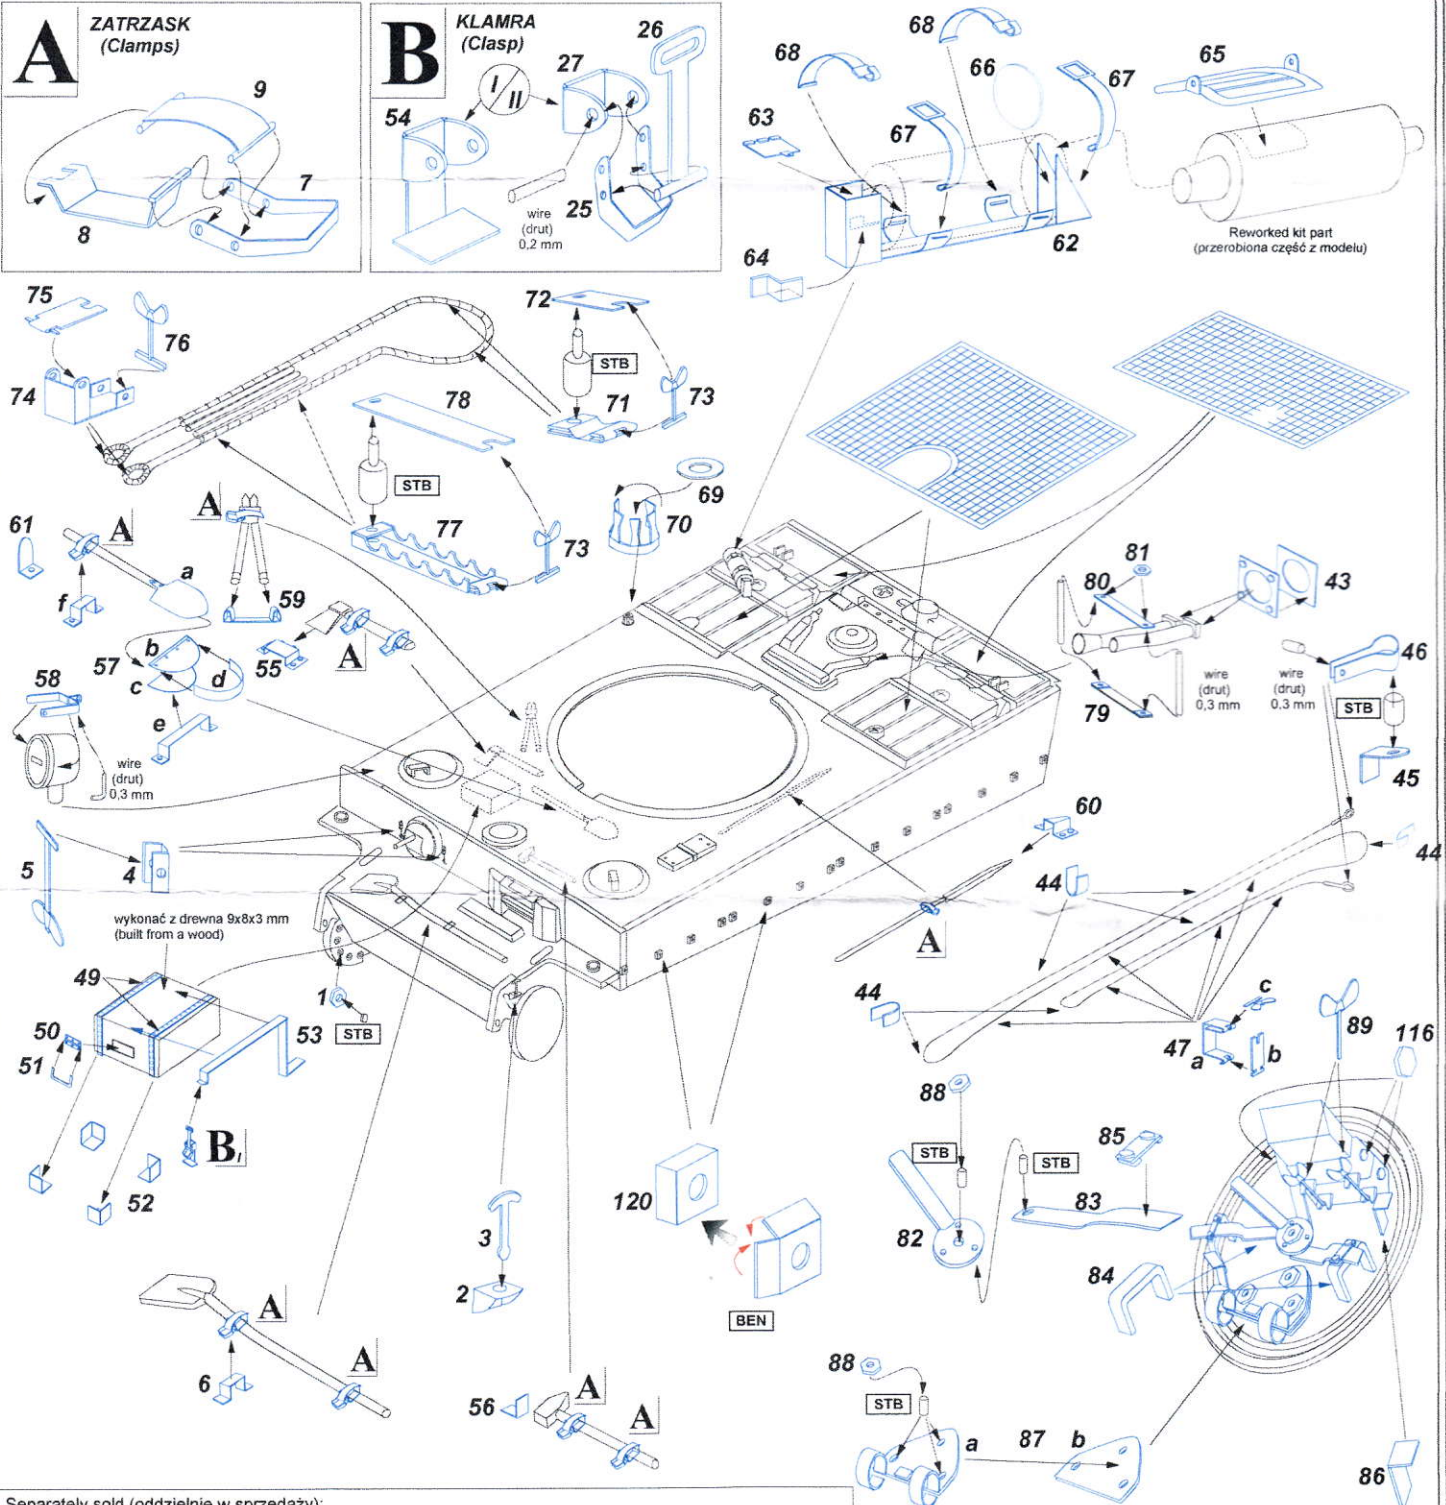 A
ZATRZASK
(Clamps)
9
7
8
B
KLAMRA
(Clasp)
26
27
I/II
54
25
wire
(drut)
0,2 mm
68
68
66
65
67
67
63
62
64
Reworked kit part
(przerobiona część z modelu)
75
76
74
72
STB
73
71
78
STB
77
73
69
70
61
A
a
f
A
59
55
A
57
b
c
d
e
58
wire
(drut)
0,3 mm
81
80
43
79
wire
(drut)
0,3 mm
wire
(drut)
0,3 mm
46
STB
45
5
4
60
44
44
A
wykonać z drewna 9x8x3 mm
(built from a wood)
49
50
51
53
1
STB
44
47
a
b
c
89
116
B I
52
88
STB
STB
85
83
82
84
120
BEN
3
2
A
A
6
56
A
A
88
STB
a
87
b
86
Separately sold (oddzielnie w sprzedaży):